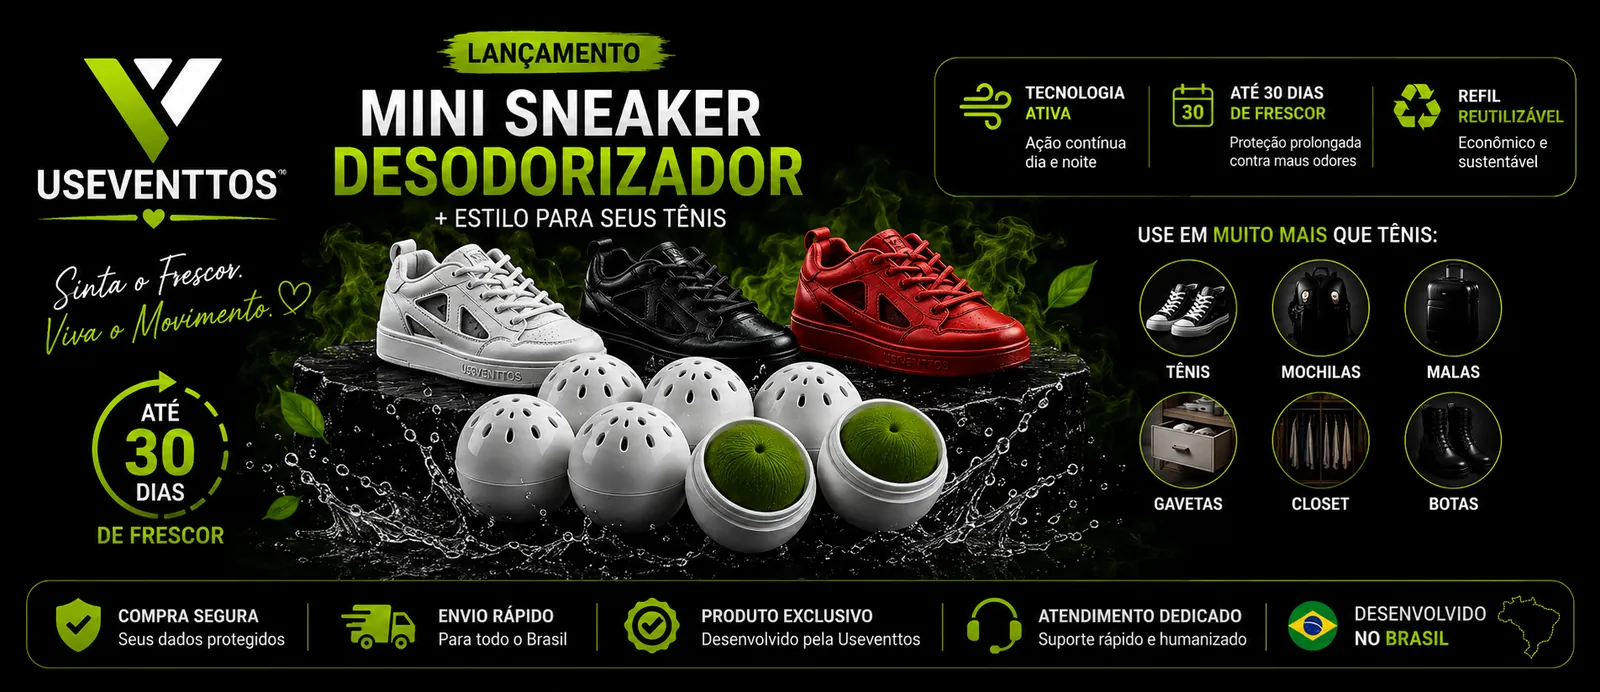 USEVENTTOS
Sinta o Frescor.
Viva o Movimento.
ATÉ
30
DIAS
DE FRESCOR
LANÇAMENTO
MINI SNEAKER
DESODORIZADOR
+ ESTILO PARA SEUS TÊNIS
USEVENTTOS
USEVENTTOS
TECNOLOGIA
ATIVA
Ação contínua
dia e noite
30
ATÉ 30 DIAS
DE FRESCOR
Proteção prolongada
contra maus odores
REFIL
REUTILIZÁVEL
Econômico e
sustentável
USE EM MUITO MAIS QUE TÊNIS:
TÊNIS
MOCHILAS
MALAS
GAVETAS
CLOSET
BOTAS
COMPRA SEGURA
Seus dados protegidos
ENVIO RÁPIDO
Para todo o Brasil
PRODUTO EXCLUSIVO
Desenvolvido pela Useventtos
ATENDIMENTO DEDICADO
Suporte rápido e humanizado
DESENVOLVIDO
NO BRASIL